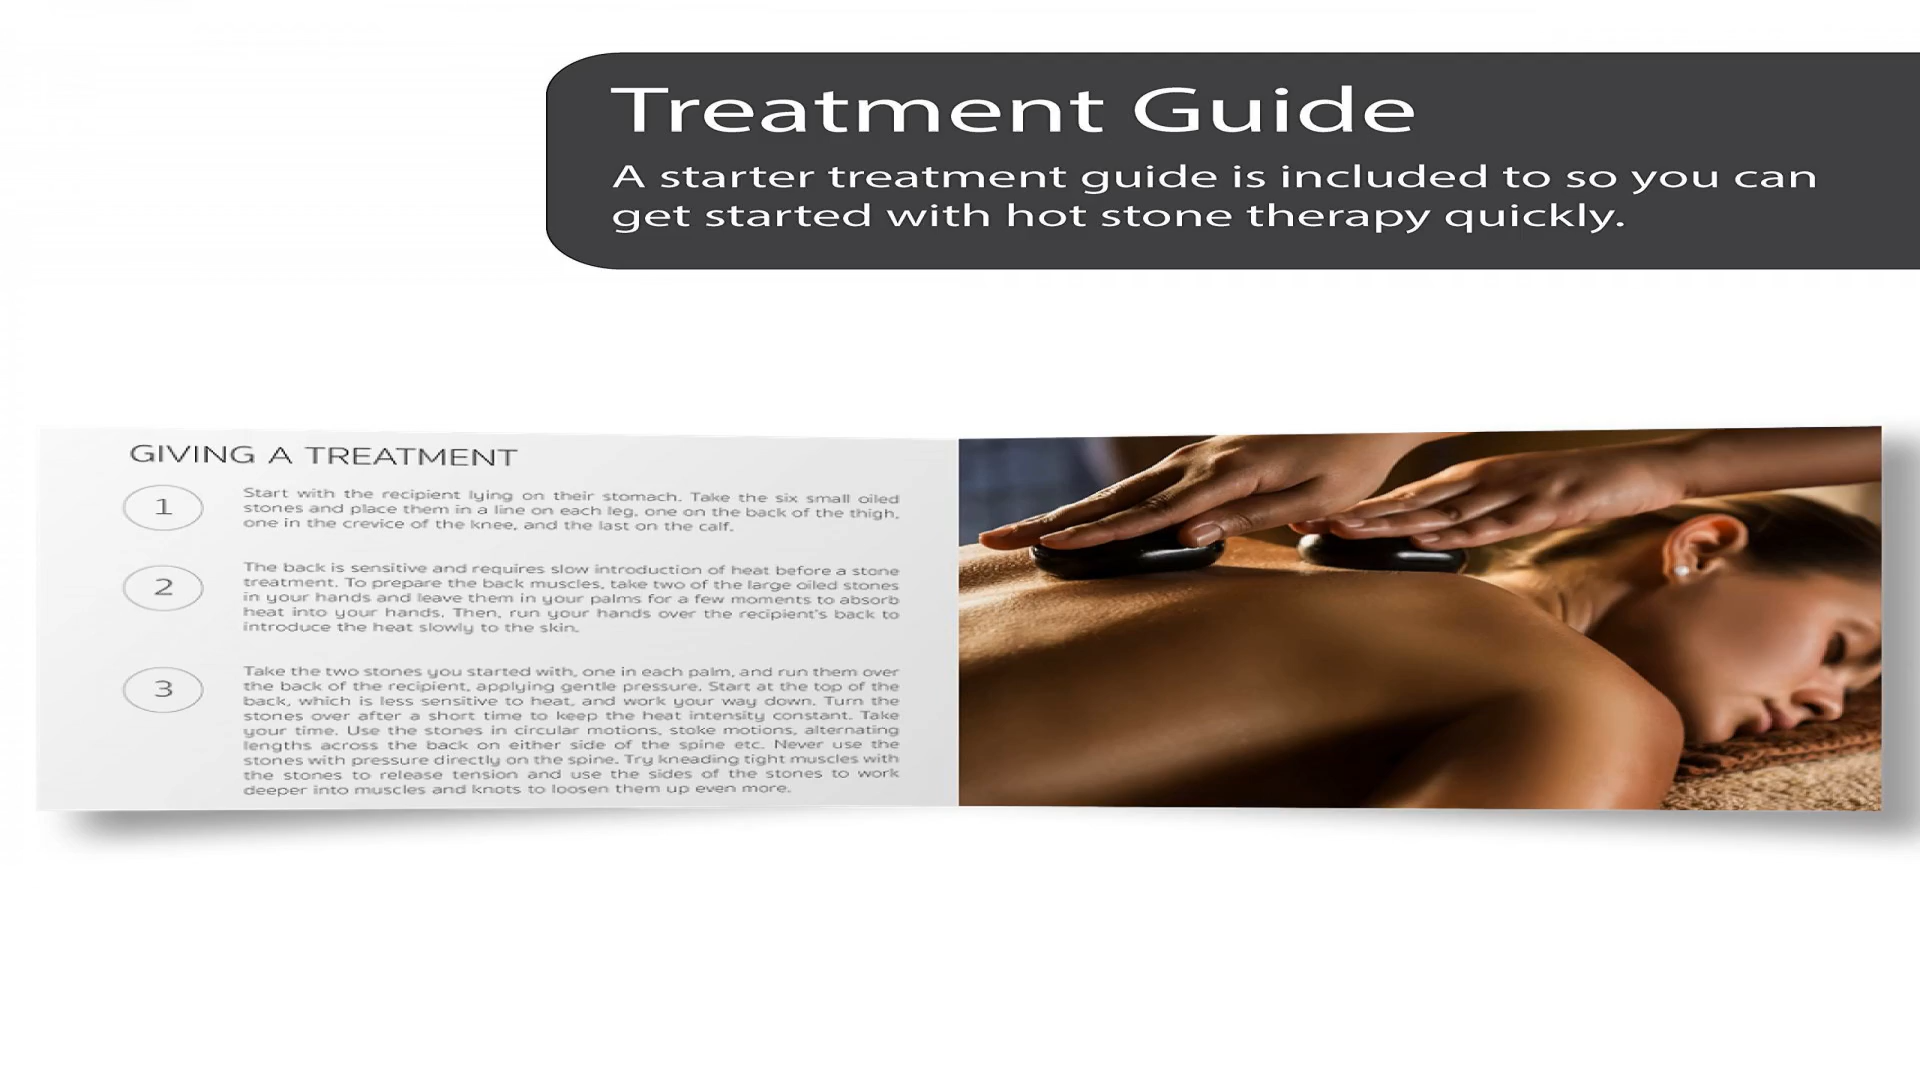 Treatment Guide
A starter treatment guide is included to so you can
get started with hot stone therapy quickly.
GIVING A TREATMENT
1
Start with the recipient lying on their stomach. Take the six small oiled
stones and place them in a line on each leg, one on the back of the thigh,
one in the crevice of the knee, and the last on the calf.
2
The back is sensitive and requires slow introduction of heat before a stone
treatment. To prepare the back muscles, take two of the large oiled stones
in your hands and leave them in your palms for a few moments to absorb
heat into your hands. Then, run your hands over the recipient's back to
introduce the heat slowly to the skin.
3
Take the two stones you started with, one in each palm, and run them over
the back of the recipient, applying gentle pressure. Start at the top of the
back, which is less sensitive to heat, and work your way down. Turn the
stones over after a short time to keep the heat intensity constant. Take
your time. Use the stones in circular motions, stoke motions, alternating
lengths across the back on either side of the spine etc. Never use the
stones with pressure directly on the spine. Try kneading tight muscles with
the stones to release tension and use the sides of the stones to work
deeper into muscles and knots to loosen them up even more.